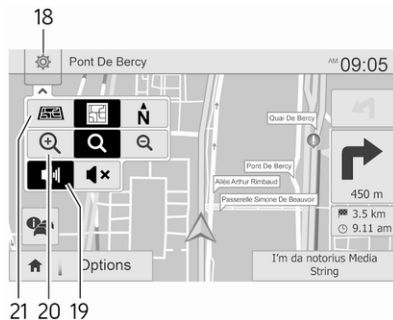 18
Pont De Bercy
AM 09:05
N
Quai De Bercy
Pont De Bercy
Allée Arthur Rimbaud
Passerelle Simone De Beauvoir
450 m
3.5 km
9.11 am
Options
I'm da notorius Media
String
21 20 19